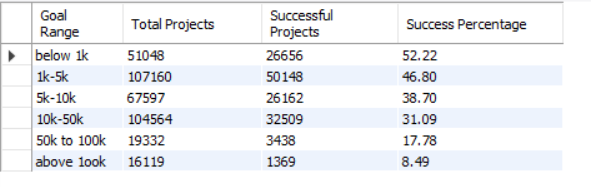 Goal Range Total Projects Successful Projects Success Percentage
below 1k 51048 26656 52.22
1k-5k 107160 50148 46.80
5k-10k 67597 26162 38.70
10k-50k 104564 32509 31.09
50k to 100k 19332 3438 17.78
above 1ook 16119 1369 8.49